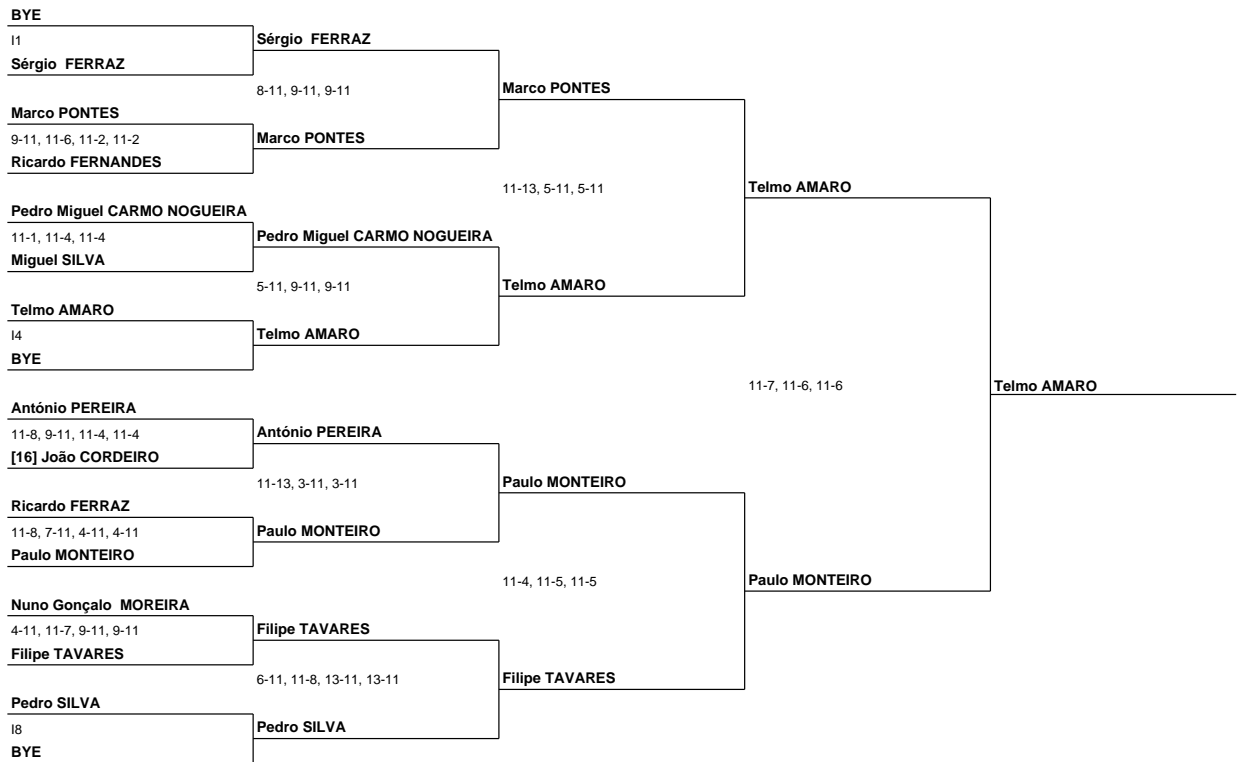 BYE
I1
Sérgio  FERRAZ
Sérgio  FERRAZ
8-11, 9-11, 9-11
Marco PONTES
Marco PONTES
9-11, 11-6, 11-2, 11-2
Marco PONTES
Ricardo FERNANDES
11-13, 5-11, 5-11
Telmo AMARO
Pedro Miguel CARMO NOGUEIRA
11-1, 11-4, 11-4
Pedro Miguel CARMO NOGUEIRA
Miguel SILVA
5-11, 9-11, 9-11
Telmo AMARO
Telmo AMARO
I4
Telmo AMARO
BYE
11-7, 11-6, 11-6
Telmo AMARO
António PEREIRA
11-8, 9-11, 11-4, 11-4
António PEREIRA
[16] João CORDEIRO
11-13, 3-11, 3-11
Paulo MONTEIRO
Ricardo FERRAZ
11-8, 7-11, 4-11, 4-11
Paulo MONTEIRO
Paulo MONTEIRO
11-4, 11-5, 11-5
Paulo MONTEIRO
Nuno Gonçalo  MOREIRA
4-11, 11-7, 9-11, 9-11
Filipe TAVARES
Filipe TAVARES
6-11, 11-8, 13-11, 13-11
Filipe TAVARES
Pedro SILVA
I8
Pedro SILVA
BYE